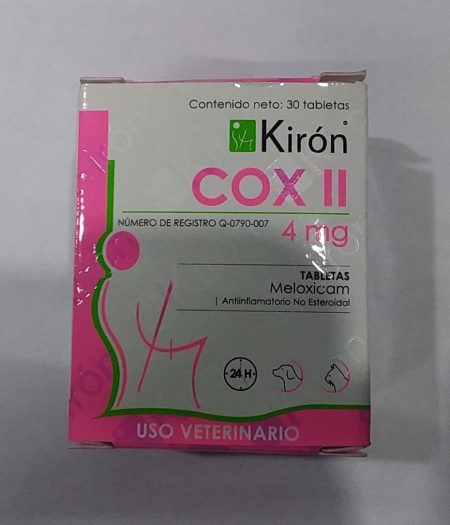 Contenido neto: 30 tabletas
Kirón®
COX II
NÚMERO DE REGISTRO Q-0790-007
4 mg
TABLETAS
Meloxicam
| Antiinflamatorio No Esteroidal
24 H
USO VETERINARIO